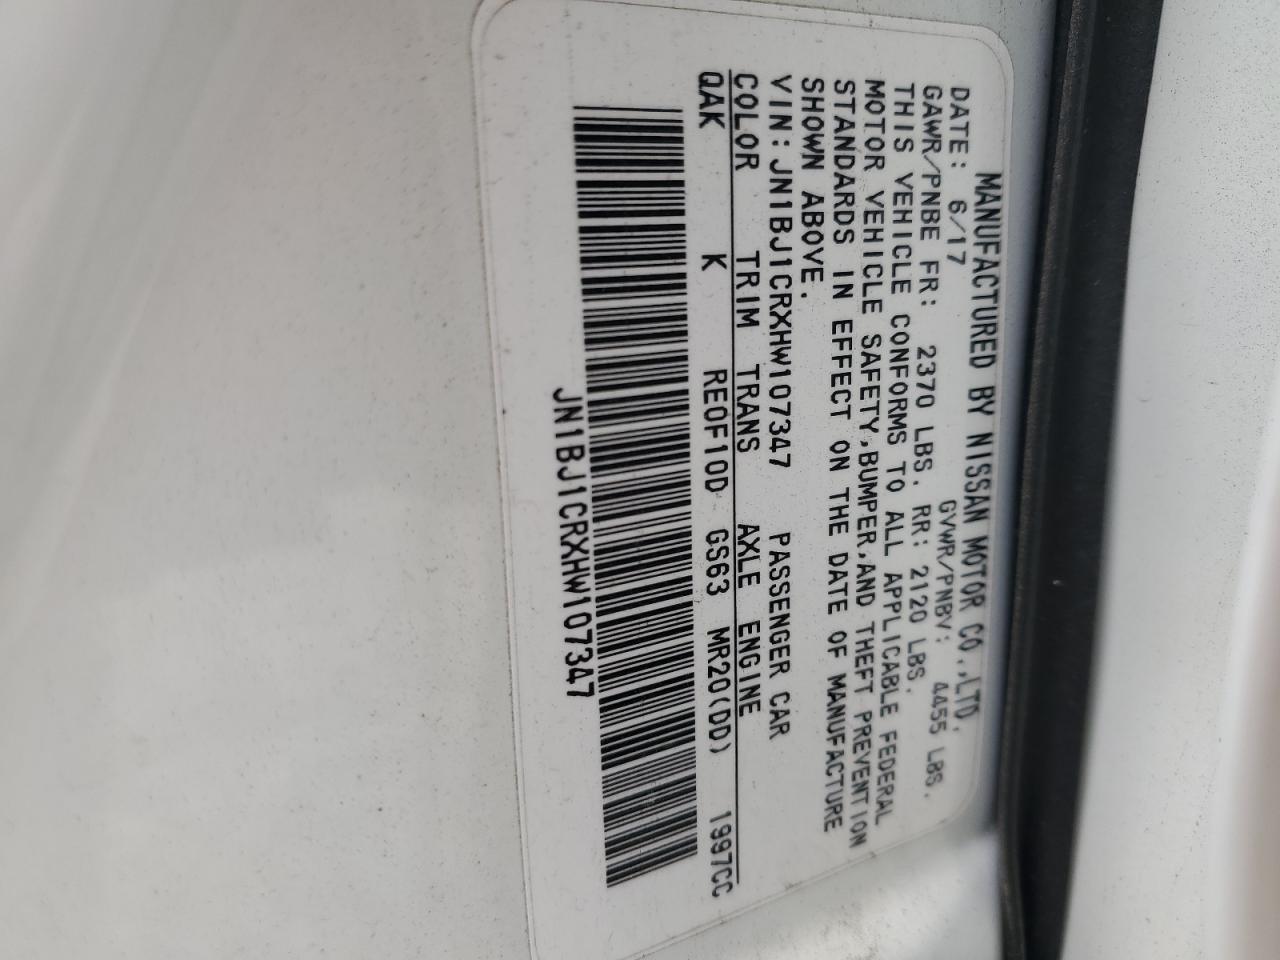 MANUFACTURED BY NISSAN MOTOR CO.,LTD.
DATE: 6/17 GVWR/PNBV: 4455 LBS.
GAWR/PNBE FR: 2370 LBS. RR: 2120 LBS.
THIS VEHICLE CONFORMS TO ALL APPLICABLE FEDERAL
MOTOR VEHICLE SAFETY,BUMPER,AND THEFT PREVENTION
STANDARDS IN EFFECT ON THE DATE OF MANUFACTURE
SHOWN ABOVE.
VIN: JN1BJ1CRXHW107347 PASSENGER CAR
COLOR TRIM TRANS AXLE ENGINE
QAK K RE0F10D GS63 MR20(DD) 1997CC
JN1BJ1CRXHW107347